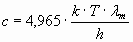 c = 4,965 · k · T · λm / h